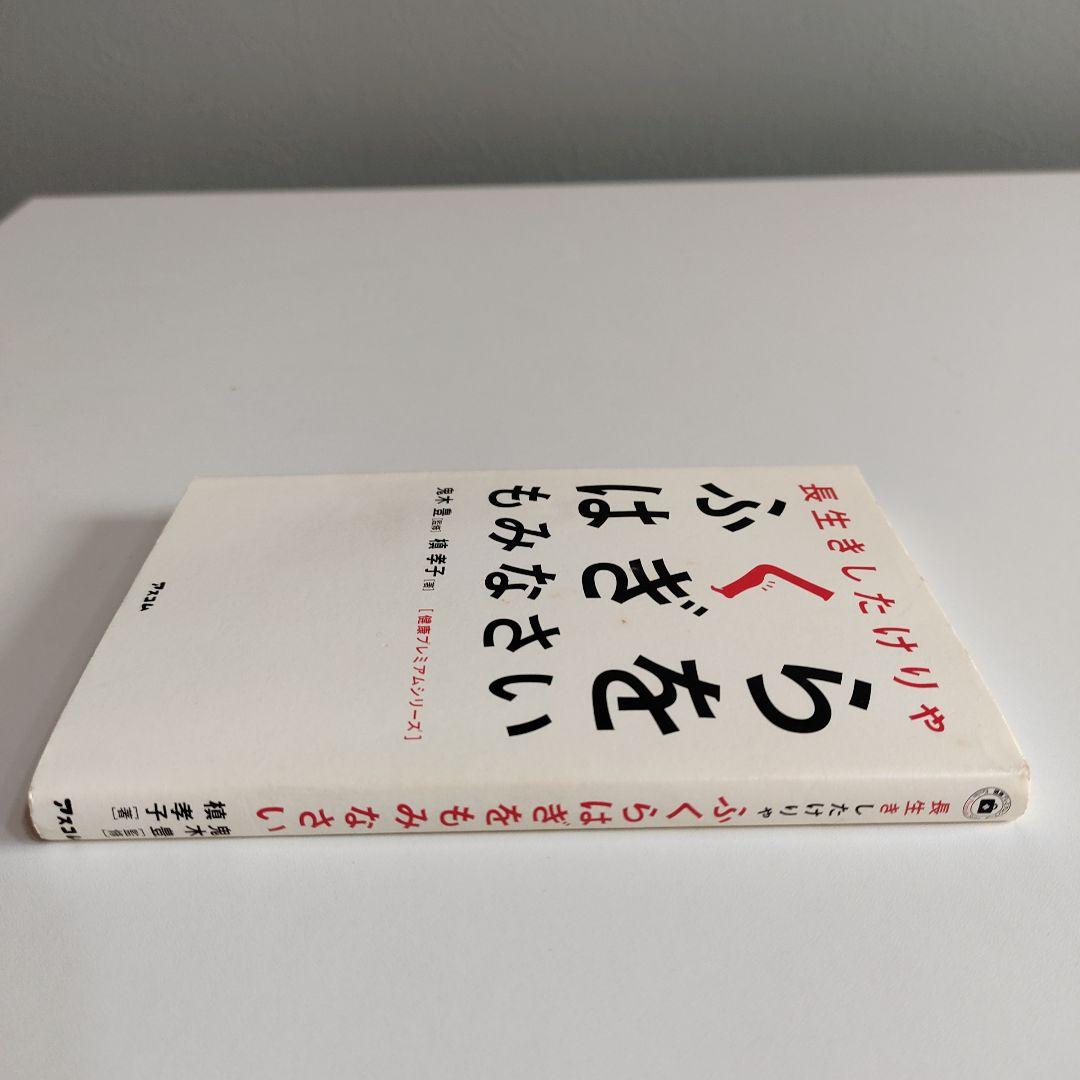 長生きしたけりゃ
ふくら
はぎを
もみなさい
鬼木 豊[監修] 槙 孝子[著]
[健康プレミアムシリーズ]
アスコム
長生きしたけりゃ ふくらはぎをもみなさい
鬼木 豊[監修]
槙 孝子[著]
アスコム